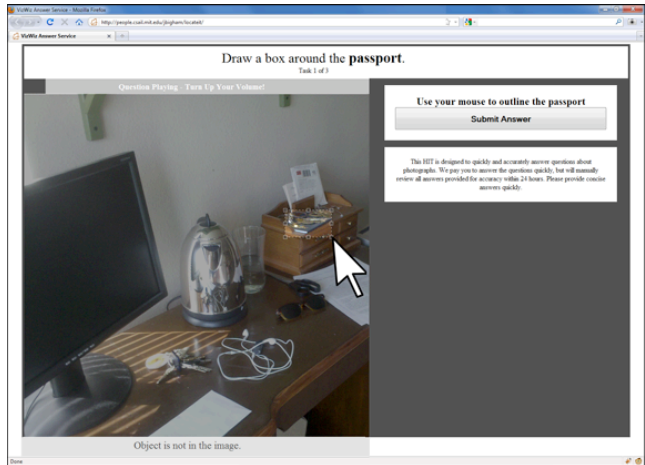 VizWiz Answer Service - Mozilla Firefox
http://people.csail.mit.edu/jbigham/locateit/
VizWiz Answer Service
Draw a box around the passport.
Task 1 of 3
Question Playing - Turn Up Your Volume!
Use your mouse to outline the passport
Submit Answer
This HIT is designed to quickly and accurately answer questions about
photographs. We pay you to answer the questions quickly, but will manually
review all answers provided for accuracy within 24 hours. Please provide concise
answers quickly.
Object is not in the image.
Done